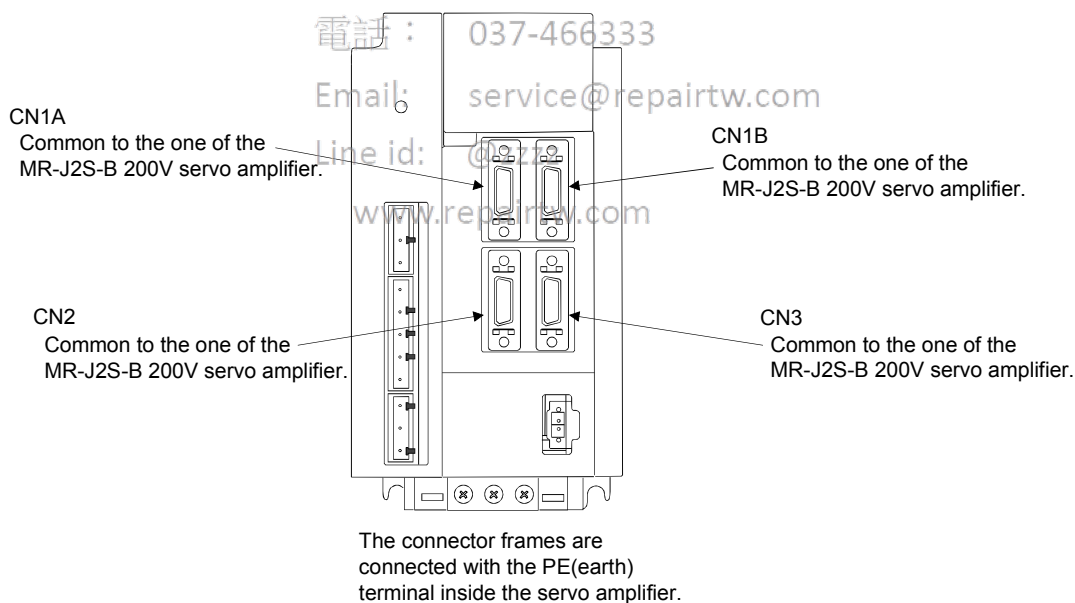 電話： 037-466333
Email: service@repairtw.com
CN1A
Common to the one of the
MR-J2S-B 200V servo amplifier.
CN1B
Common to the one of the
MR-J2S-B 200V servo amplifier.
Line id: @zzzz
www.repairtw.com
CN2
Common to the one of the
MR-J2S-B 200V servo amplifier.
CN3
Common to the one of the
MR-J2S-B 200V servo amplifier.
The connector frames are
connected with the PE(earth)
terminal inside the servo amplifier.